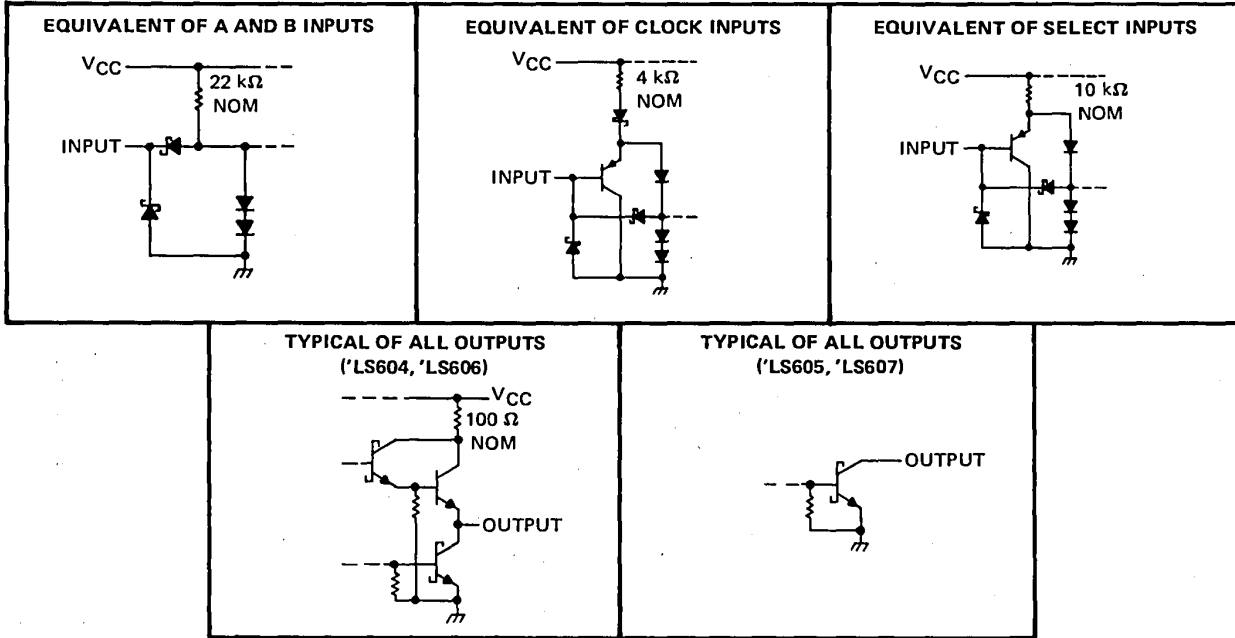 EQUIVALENT OF A AND B INPUTS
VCC
22 kΩ
NOM
INPUT
EQUIVALENT OF CLOCK INPUTS
VCC
4 kΩ
NOM
INPUT
EQUIVALENT OF SELECT INPUTS
VCC
10 kΩ
NOM
INPUT
TYPICAL OF ALL OUTPUTS
('LS604, 'LS606)
VCC
100 Ω
NOM
OUTPUT
TYPICAL OF ALL OUTPUTS
('LS605, 'LS607)
OUTPUT